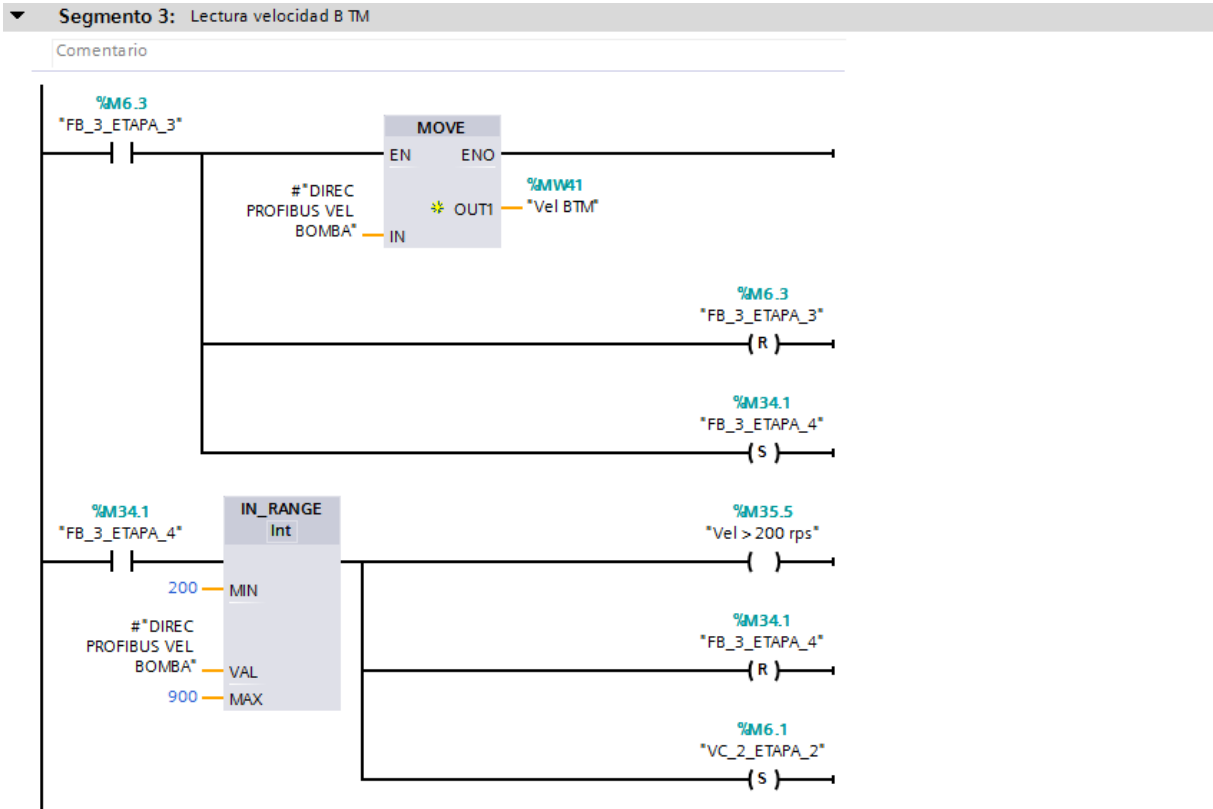 Segmento 3: Lectura velocidad B TM
Comentario
%M6.3
"FB_3_ETAPA_3"
MOVE
EN ENO
#"DIREC
PROFIBUS VEL
BOMBA"
IN
%MW41
OUT1 "Vel BTM"
%M6.3
"FB_3_ETAPA_3"
R
%M34.1
"FB_3_ETAPA_4"
S
%M34.1
"FB_3_ETAPA_4"
IN_RANGE
Int
200 MIN
#"DIREC
PROFIBUS VEL
BOMBA"
VAL
900 MAX
%M35.5
"Vel > 200 rps"
%M34.1
"FB_3_ETAPA_4"
R
%M6.1
"VC_2_ETAPA_2"
S